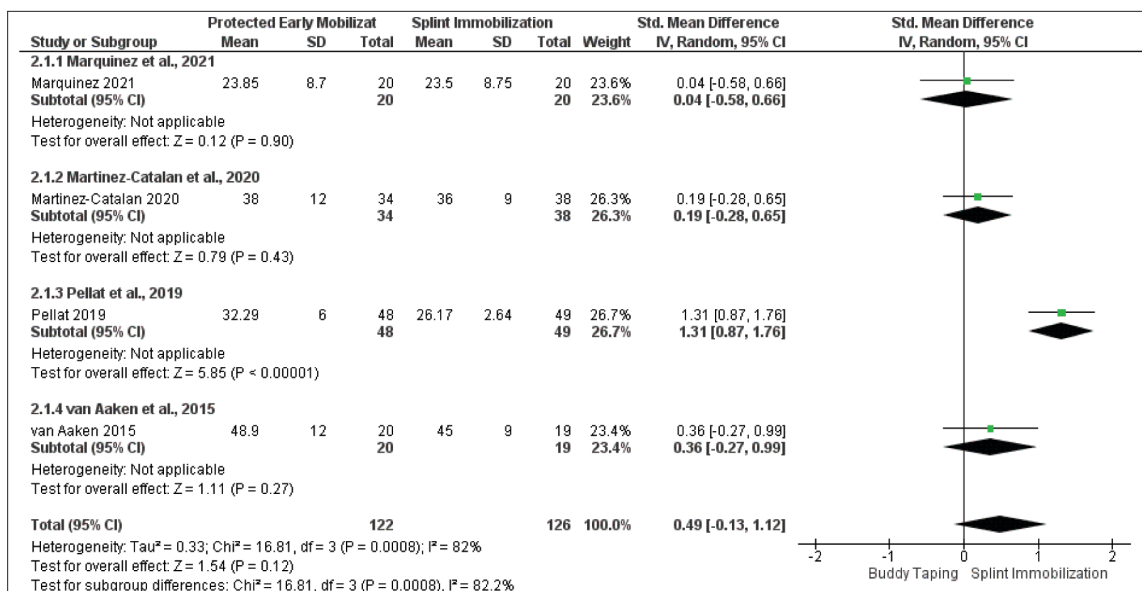 Protected Early Mobilizat Splint Immobilization Std. Mean Difference Std. Mean Difference
Study or Subgroup Mean SD Total Mean SD Total Weight IV, Random, 95% CI IV, Random, 95% CI
2.1.1 Marquinez et al., 2021
Marquinez 2021 23.85 8.7 20 23.5 8.75 20 23.6% 0.04 [-0.58, 0.66]
Subtotal (95% CI) 20 20 23.6% 0.04 [-0.58, 0.66]
Heterogeneity: Not applicable
Test for overall effect: Z = 0.12 (P = 0.90)
2.1.2 Martinez-Catalan et al., 2020
Martinez-Catalan 2020 38 12 34 36 9 38 26.3% 0.19 [-0.28, 0.65]
Subtotal (95% CI) 34 38 26.3% 0.19 [-0.28, 0.65]
Heterogeneity: Not applicable
Test for overall effect: Z = 0.79 (P = 0.43)
2.1.3 Pellat et al., 2019
Pellat 2019 32.29 6 48 26.17 2.64 49 26.7% 1.31 [0.87, 1.76]
Subtotal (95% CI) 48 49 26.7% 1.31 [0.87, 1.76]
Heterogeneity: Not applicable
Test for overall effect: Z = 5.85 (P < 0.00001)
2.1.4 van Aaken et al., 2015
van Aaken 2015 48.9 12 20 45 9 19 23.4% 0.36 [-0.27, 0.99]
Subtotal (95% CI) 20 19 23.4% 0.36 [-0.27, 0.99]
Heterogeneity: Not applicable
Test for overall effect: Z = 1.11 (P = 0.27)
Total (95% CI) 122 126 100.0% 0.49 [-0.13, 1.12]
Heterogeneity: Tau² = 0.33; Chi² = 16.81, df = 3 (P = 0.0008); I² = 82%
Test for overall effect: Z = 1.54 (P = 0.12)
Test for subgroup differences: Chi² = 16.81, df = 3 (P = 0.0008), I² = 82.2%
-2 -1 0 1 2
Buddy Taping Splint Immobilization